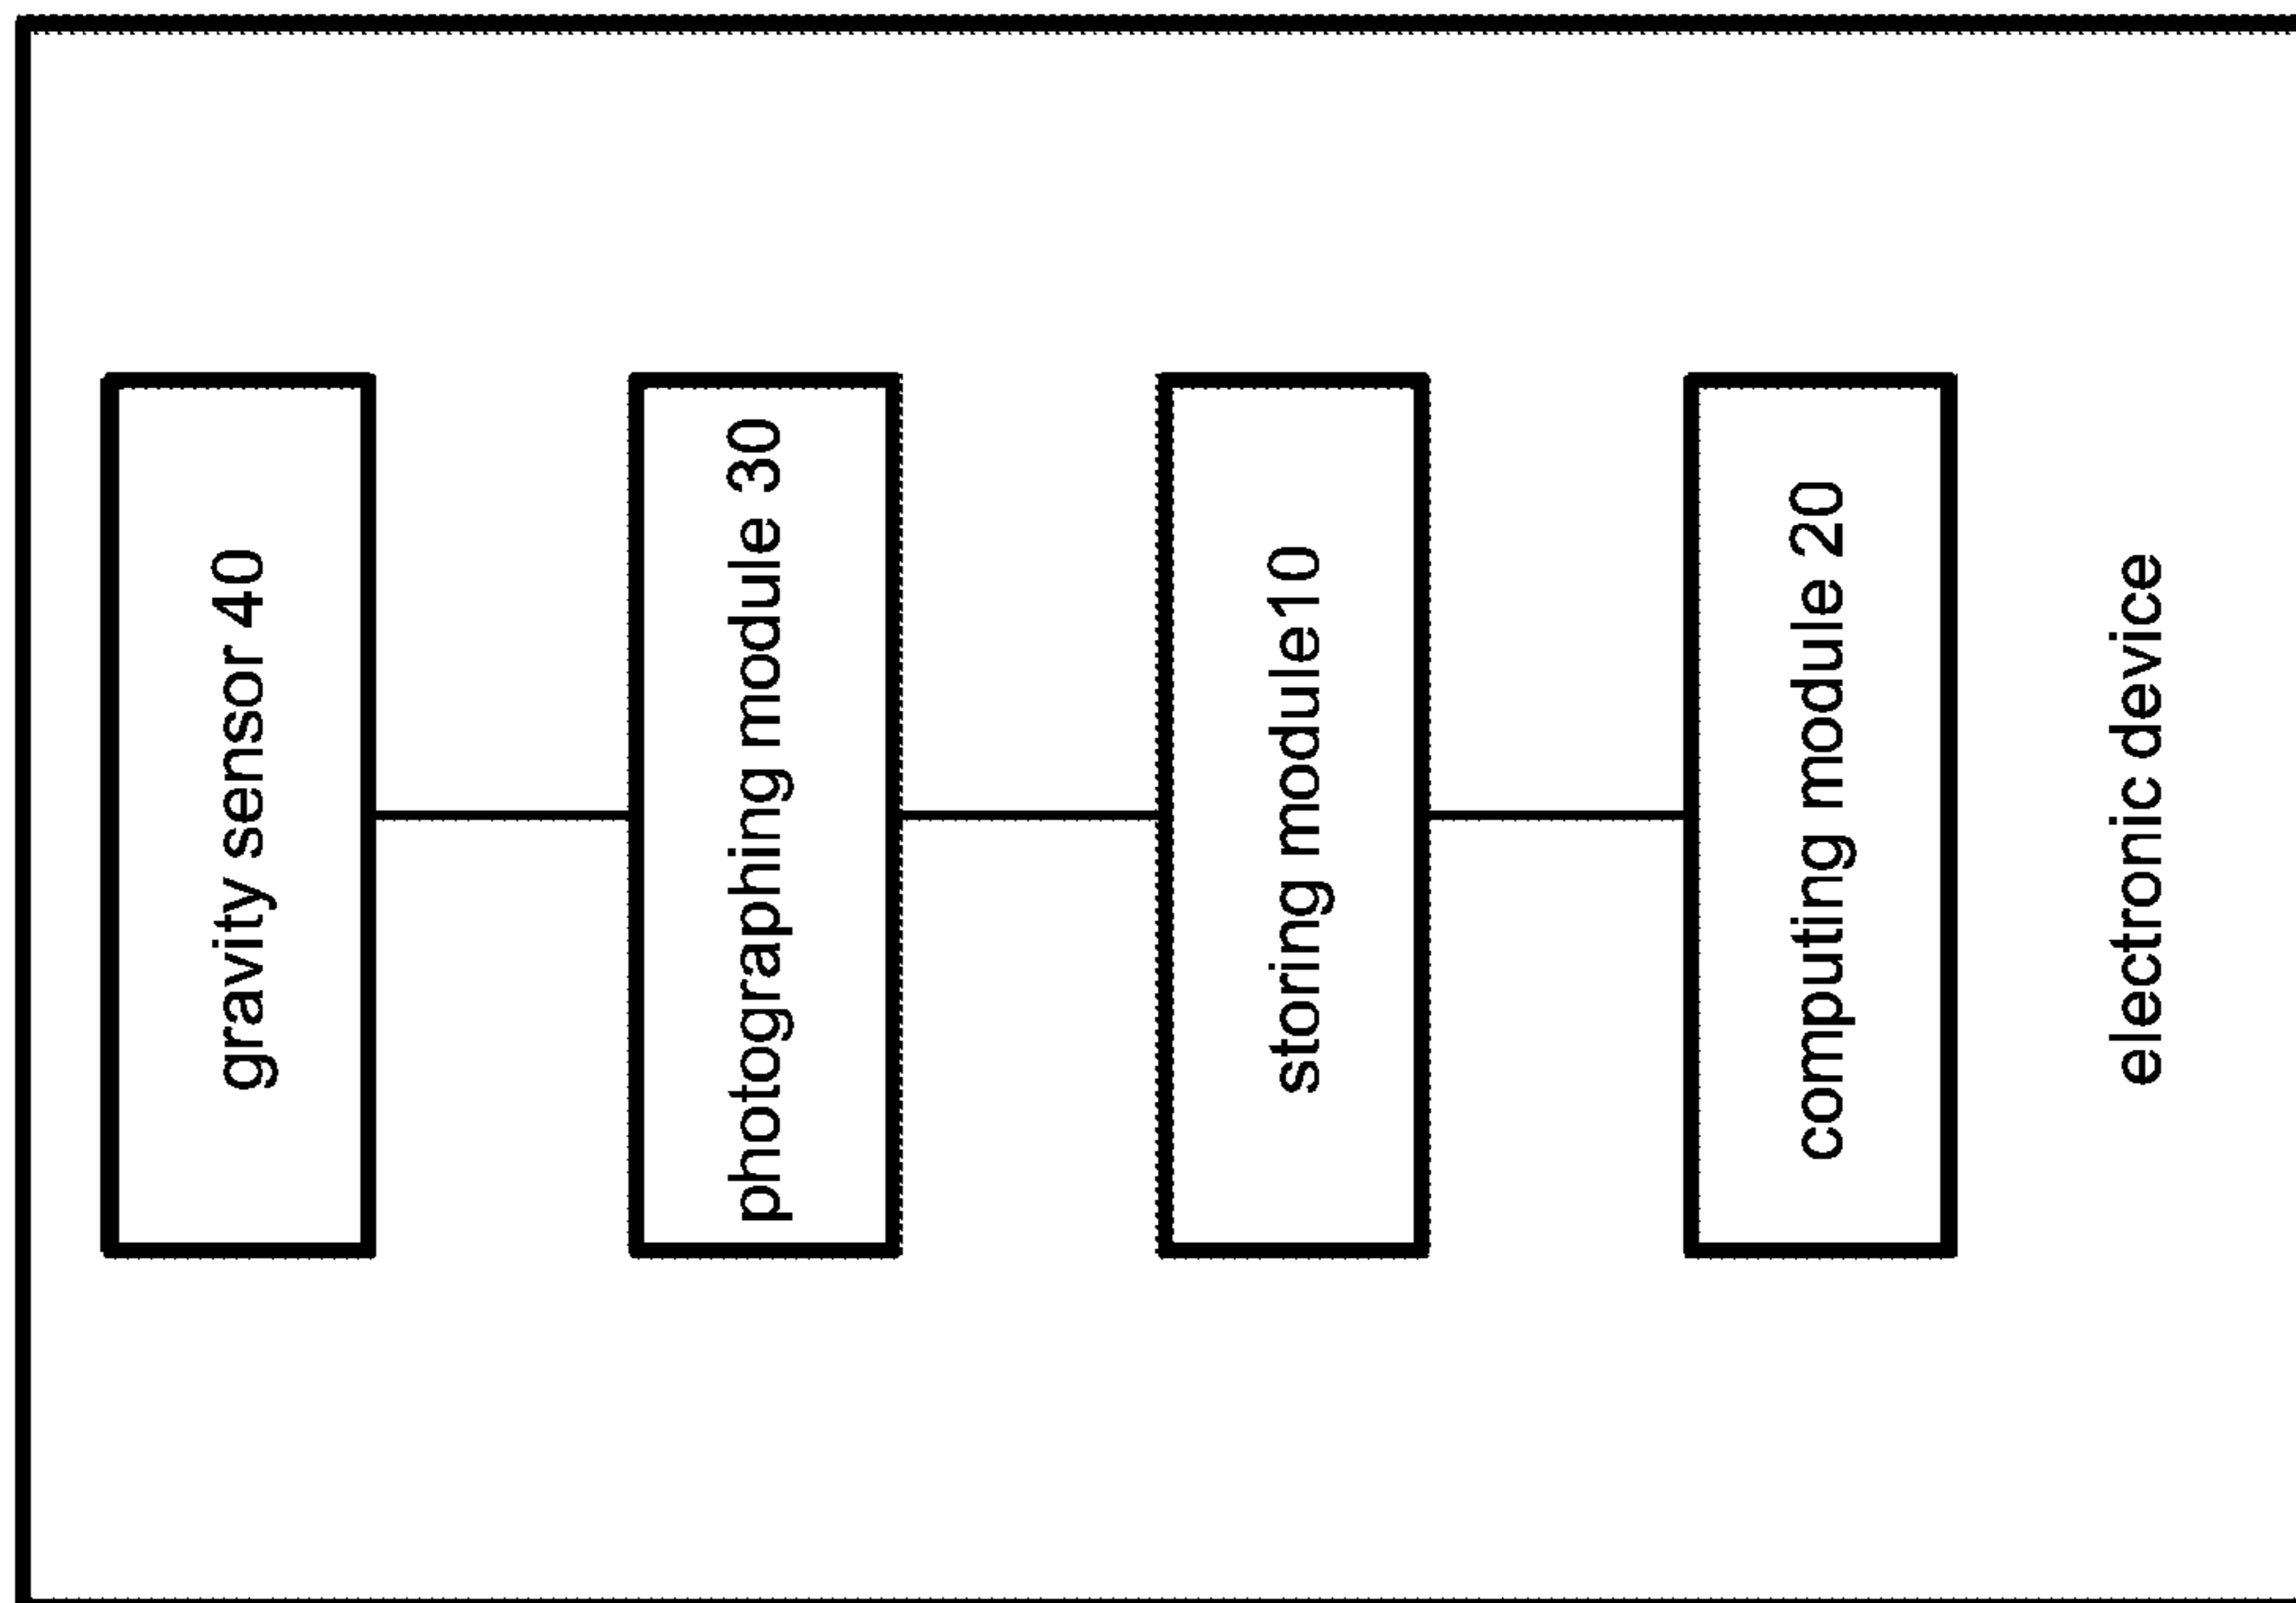 gravity sensor 40
photographing module 30
storing module10
computing module 20
electronic device